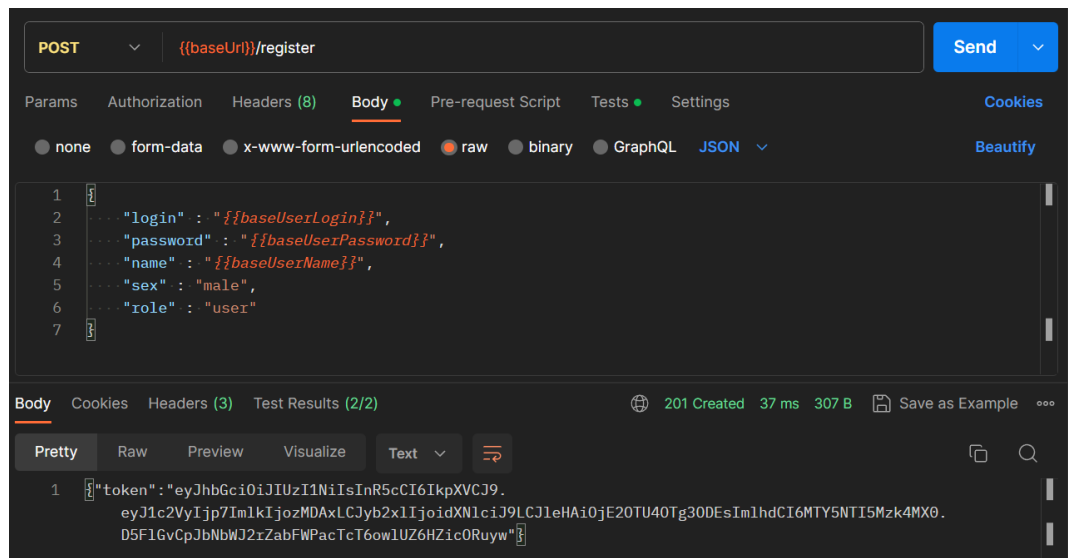 POST {{baseUrl}}/register Send
Params Authorization Headers (8) Body Pre-request Script Tests Settings Cookies
none form-data x-www-form-urlencoded raw binary GraphQL JSON Beautify
1 {
2 "login" : "{{baseUserLogin}}",
3 "password" : "{{baseUserPassword}}",
4 "name" : "{{baseUserName}}",
5 "sex" : "male",
6 "role" : "user"
7 }
Body Cookies Headers (3) Test Results (2/2) 201 Created 37 ms 307 B Save as Example
Pretty Raw Preview Visualize Text
1 {"token":"eyJhbGciOiJIUzI1NiIsInR5cCI6IkpXVCJ9.
eyJ1c2VyIjp7ImlkIjozMDAxLCJyb2xlIjoidXNlciJ9LCJleHAiOjE2OTU4OTg3ODEsImlhdCI6MTY5NTI5Mzk4MX0.
D5FlGvCpJbNbWJ2rZabFWPacTcT6owlUZ6HZicORuyw"}